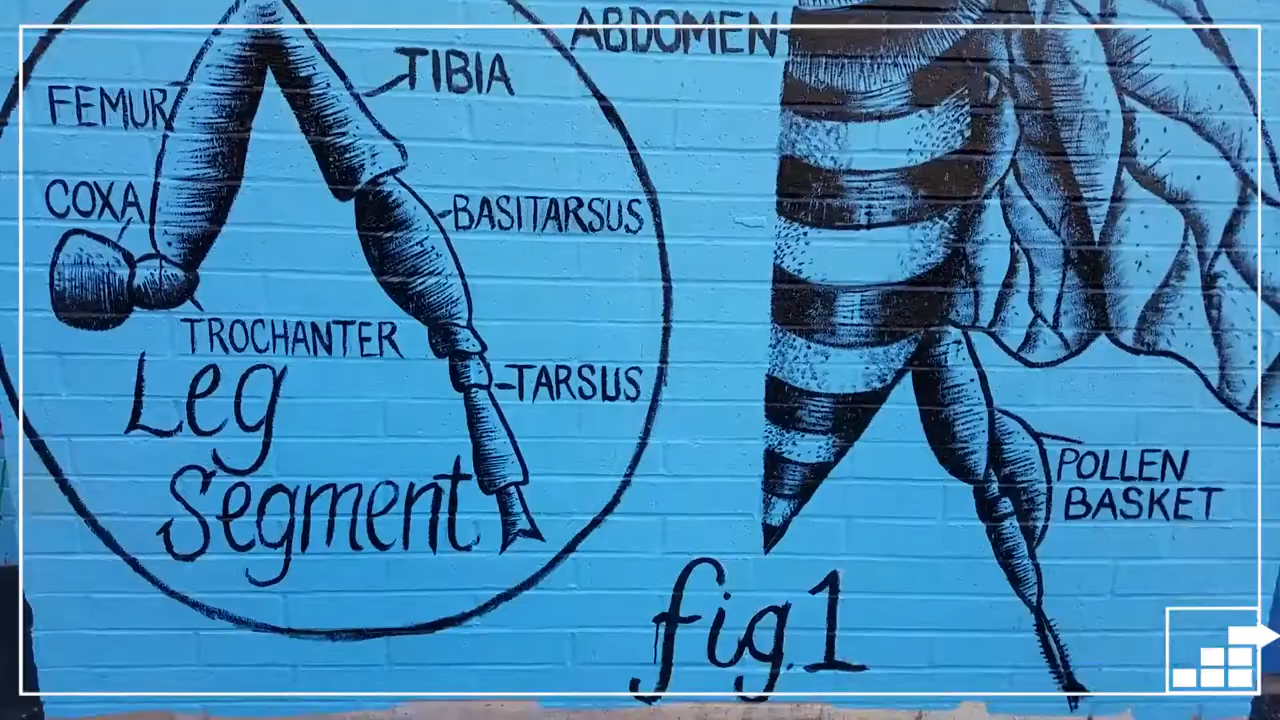 ABDOMEN
TIBIA
FEMUR
COXA
BASITARSUS
TROCHANTER
TARSUS
Leg
Segment
POLLEN
BASKET
fig.1